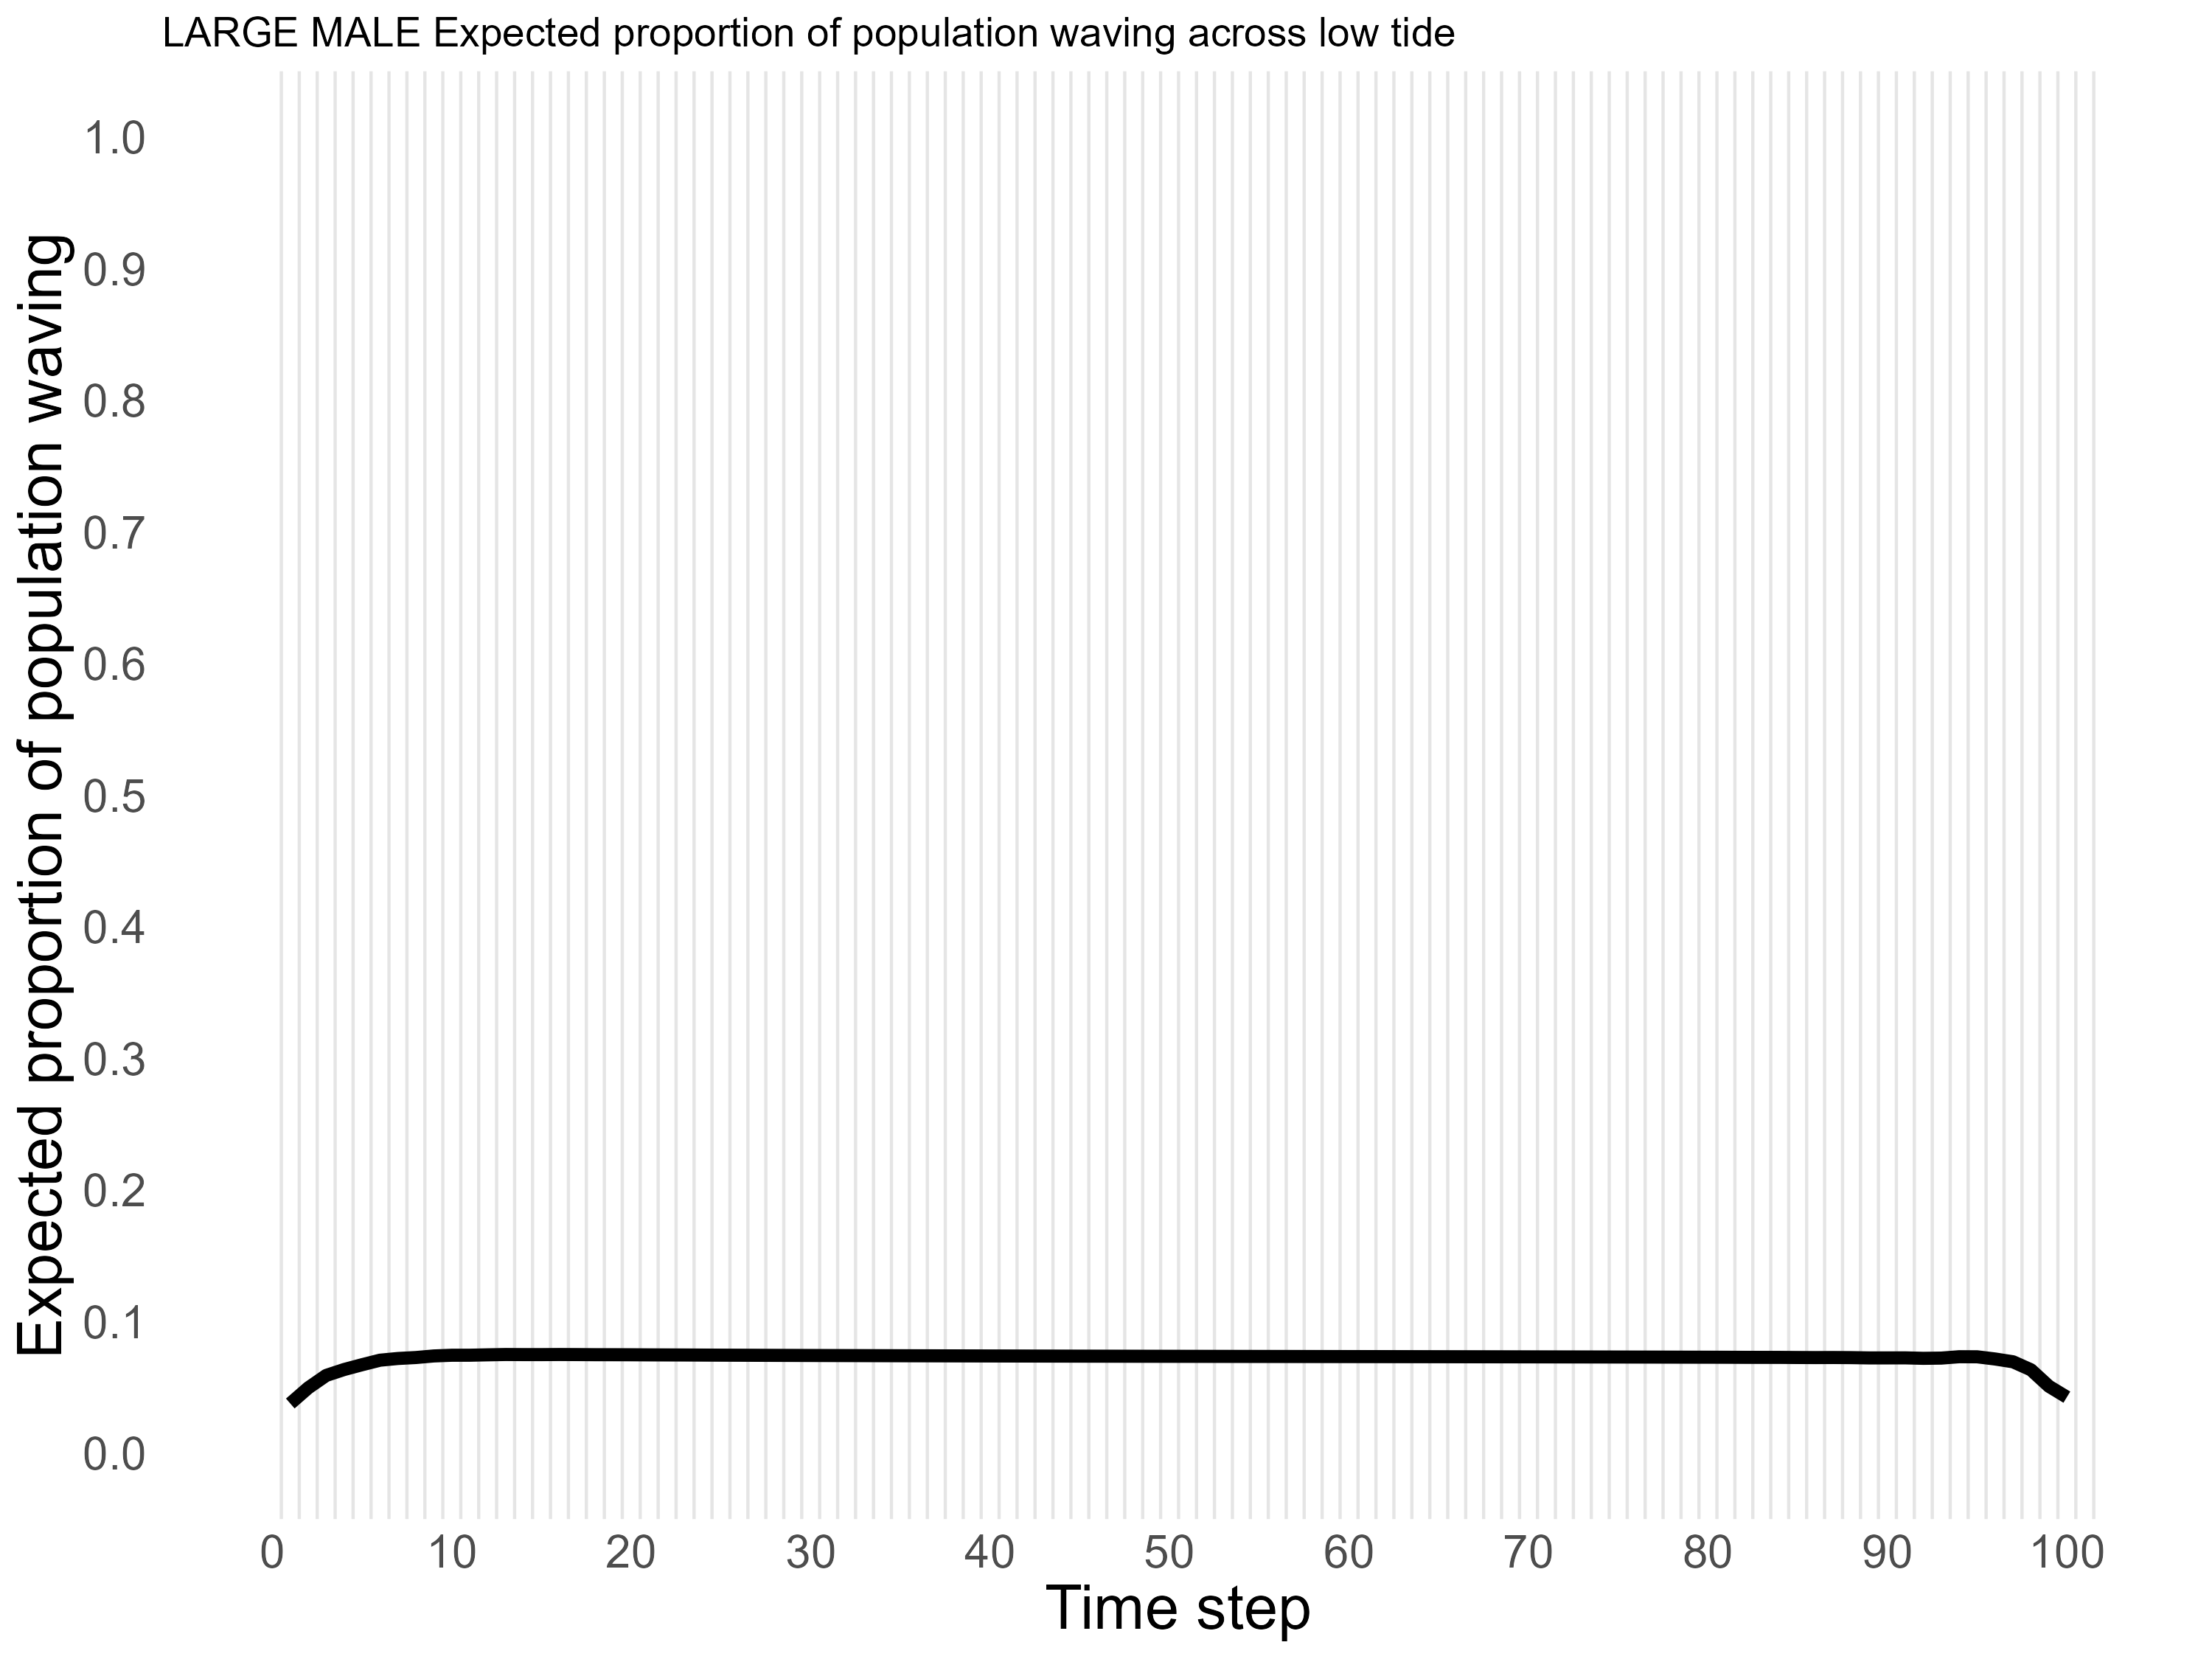 LARGE MALE Expected proportion of population waving across low tide
Expected proportion of population waving
1.0
0.9
0.8
0.7
0.6
0.5
0.4
0.3
0.2
0.1
0.0
0 10 20 30 40 50 60 70 80 90 100
Time step